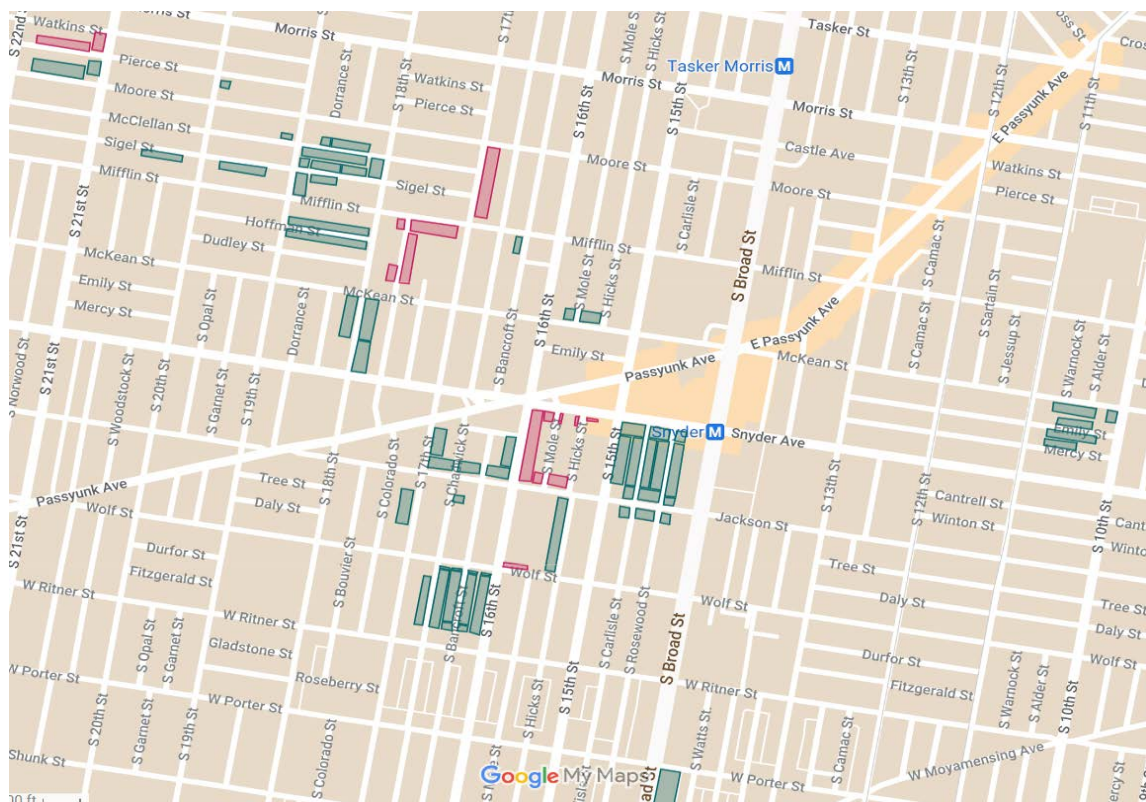 Watkins St
S 22nd
Morris St
S 17th
Tasker St
Cross St
Cros
S Mole St
S Hicks St
Morris St
Pierce St
Dorrance St
S 18th St
Watkins St
Morris St
S 16th St
S 15th St
Tasker Morris
M
Morris St
S 13th St
S 12th St
S 11th St
E Passyunk Ave
Moore St
Pierce St
McClellan St
Sigel St
Mifflin St
Sigel St
Moore St
Castle Ave
Watkins St
Pierce St
Moore St
S 21st St
Mifflin St
Hoffman St
Dudley St
S Carlisle St
Mifflin St
Mifflin St
S Camac St
McKean St
Emily St
Mercy St
McKean St
S Mole St
S Hicks St
S Broad St
S Sartain St
S Opal St
Dorrance St
S Bancroft St
S 16th St
Emily St
Passyunk Ave
E Passyunk Ave
McKean St
S Camac St
S Jessup St
S Warnock St
S Alder St
S Norwood St
S 21st St
S Woodstock St
S 20th St
S Garnet St
S 19th St
Snyder
M
Snyder Ave
Emily St
Mercy St
S Mole St
S Hicks St
S 15th St
S 17th St
S Chadwick St
S Colorado St
S 18th St
Passyunk Ave
Tree St
Daly St
Wolf St
Jackson St
S 13th St
S 12th St
Cantrell St
Winton St
S 10th St
Cant
Winto
S 21st St
Durfor St
Fitzgerald St
W Ritner St
S Bouvier St
W Ritner St
Wolf St
S 16th St
S Bancroft St
S Carlisle St
S Rosewood St
S Broad St
Wolf St
Tree St
Daly St
Tree St
Daly St
Wolf St
Durfor St
Fitzgerald St
W Ritner St
S Opal St
S Garnet St
Gladstone St
Roseberry St
W Porter St
W Porter St
S Hicks St
S 15th St
S Warnock St
S Alder St
S 10th St
S 20th St
S Garnet St
S 19th St
S Colorado St
S Watts St
S Camac St
W Moyamensing Ave
Shunk St
Google My Maps
W Porter St